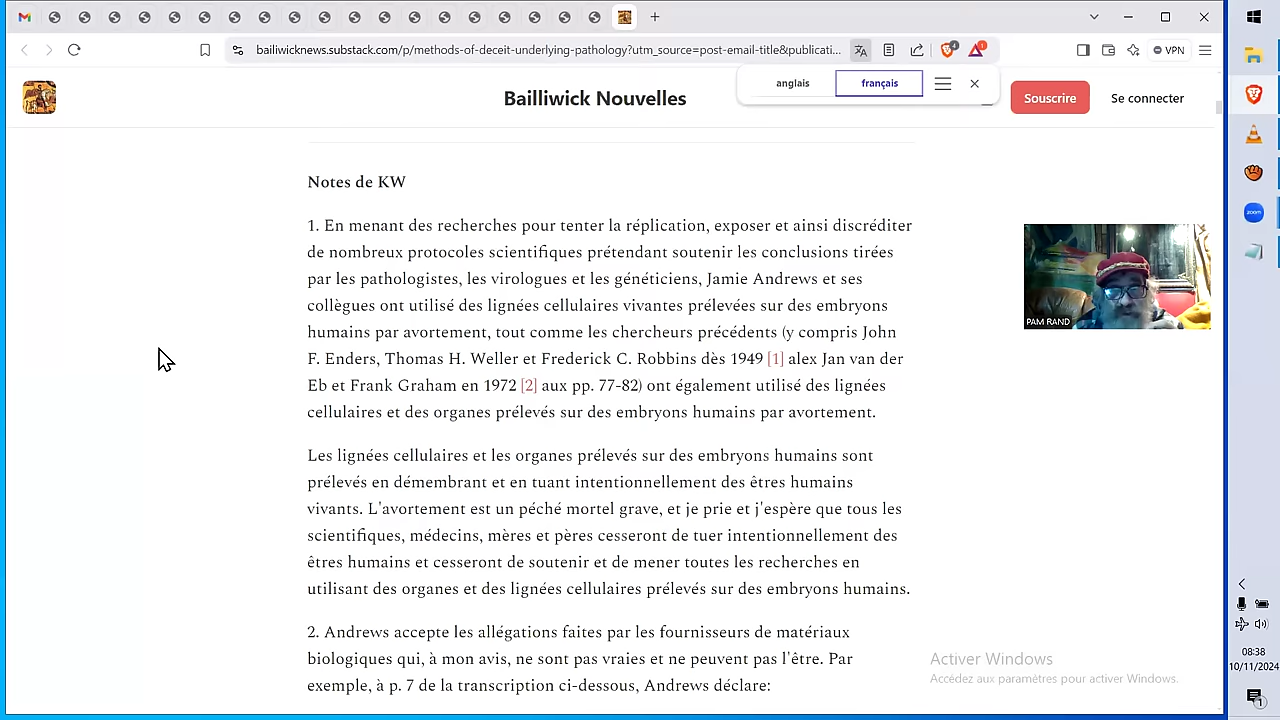 bailiwicknews.substack.com/p/methods-of-deceit-underlying-pathology?utm_source=post-email-title&publicati...
4
1
VPN
anglais
français
Bailliwick Nouvelles
Souscrire
Se connecter
Notes de KW
1. En menant des recherches pour tenter la réplication, exposer et ainsi discréditer
de nombreux protocoles scientifiques prétendant soutenir les conclusions tirées
par les pathologistes, les virologues et les généticiens, Jamie Andrews et ses
collègues ont utilisé des lignées cellulaires vivantes prélevées sur des embryons
humains par avortement, tout comme les chercheurs précédents (y compris John
F. Enders, Thomas H. Weller et Frederick C. Robbins dès 1949 [1] alex Jan van der
Eb et Frank Graham en 1972 [2] aux pp. 77-82) ont également utilisé des lignées
cellulaires et des organes prélevés sur des embryons humains par avortement.
Les lignées cellulaires et les organes prélevés sur des embryons humains sont
prélevés en démembrant et en tuant intentionnellement des êtres humains
vivants. L'avortement est un péché mortel grave, et je prie et j'espère que tous les
scientifiques, médecins, mères et pères cesseront de tuer intentionnellement des
êtres humains et cesseront de soutenir et de mener toutes les recherches en
utilisant des organes et des lignées cellulaires prélevés sur des embryons humains.
2. Andrews accepte les allégations faites par les fournisseurs de matériaux
biologiques qui, à mon avis, ne sont pas vraies et ne peuvent pas l'être. Par
exemple, à p. 7 de la transcription ci-dessous, Andrews déclare:
PAM RAND
zoom
Activer Windows
Accédez aux paramètres pour activer Windows.
08:38
10/11/2024
1